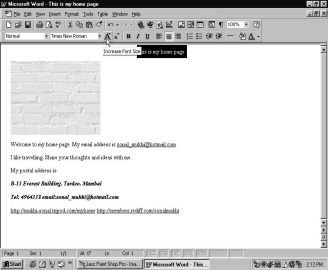 Microsoft Word - This is my home page
File Edit View Insert Format Tools Table Window Help
100%
Normal Times New Roman B I U
Increase Font Size
this is my home page
Welcome to my home page. My email address is sonal_mukhi@hotmail.com
I like travelling. Share your thoughts and ideas with me.
My postal address is
B-13 Everest Building, Tardeo, Mumbai
Tel: 4964338 email:sonal_mukhi@hotmail.com
http://mukhi-sonal.tripod.com/myhome http://members.rediff.com/sonalmukhi
Page 1 Sec 1 1/1 At 0" Ln Col 1
Start Jasc Paint Shop Pro - Ima... Microsoft Word - This... 2:12 PM